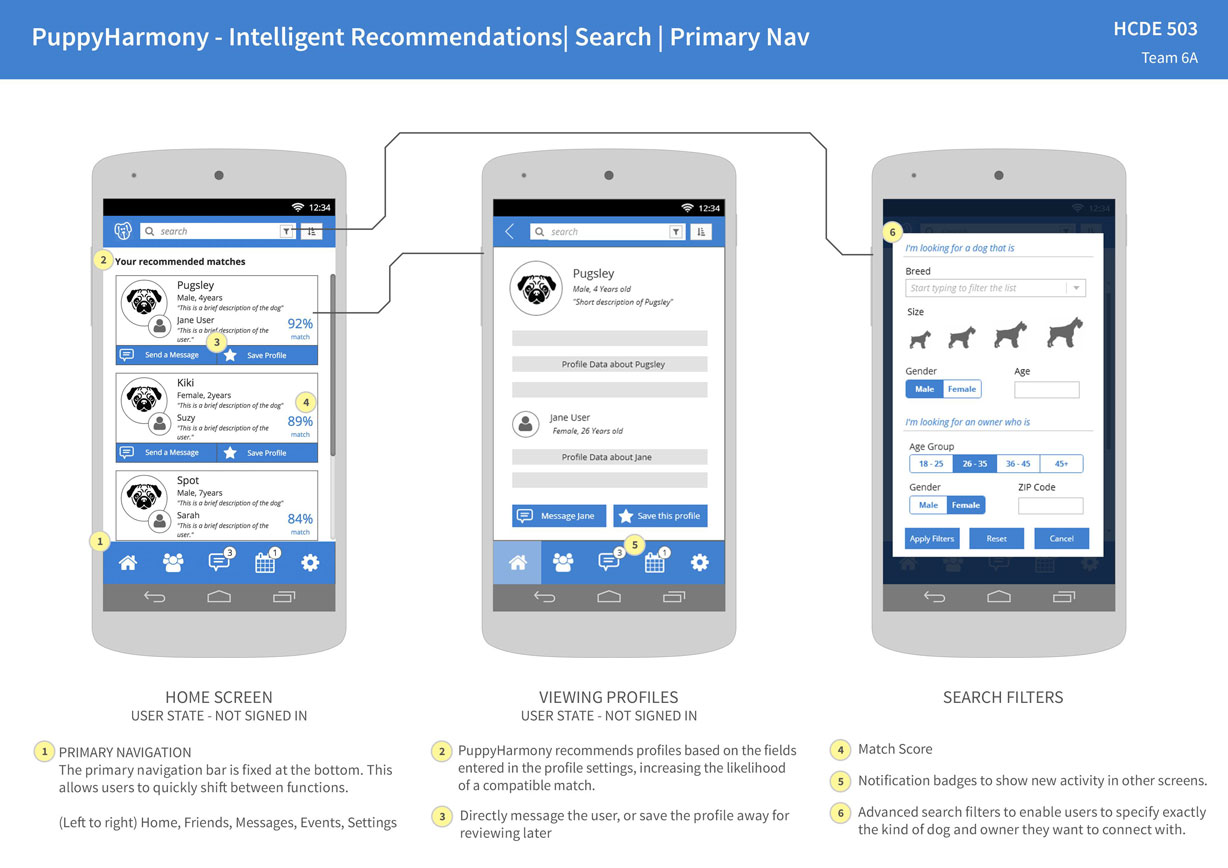 PuppyHarmony - Intelligent Recommendations| Search | Primary Nav
HCDE 503
Team 6A
12:34
search
2
Your recommended matches
Pugsley
Male, 4years
"This is a brief description of the dog"
Jane User
"This is a brief description of the
user."
92%
match
3
Send a Message
Save Profile
Kiki
Female, 2years
"This is a brief description of the dog"
Suzy
"This is a brief description of the
user."
4
89%
match
Send a Message
Save Profile
Spot
Male, 7years
"This is a brief description of the dog"
Sarah
"This is a brief description of the
user."
84%
match
1
3
1
12:34
search
Pugsley
Male, 4 Years old
"Short description of Pugsley"
Profile Data about Pugsley
Jane User
Female, 26 Years old
Profile Data about Jane
Message Jane
Save this profile
5
3
1
12:34
6
I'm looking for a dog that is
Breed
Start typing to filter the list
Size
Gender
Age
Male
Female
I'm looking for an owner who is
Age Group
18 - 25
26 - 35
36 - 45
45+
Gender
ZIP Code
Male
Female
Apply Filters
Reset
Cancel
HOME SCREEN
USER STATE - NOT SIGNED IN
VIEWING PROFILES
USER STATE - NOT SIGNED IN
SEARCH FILTERS
1 PRIMARY NAVIGATION
The primary navigation bar is fixed at the bottom. This
allows users to quickly shift between functions.
(Left to right) Home, Friends, Messages, Events, Settings
2 PuppyHarmony recommends profiles based on the fields
entered in the profile settings, increasing the likelihood
of a compatible match.
3 Directly message the user, or save the profile away for
reviewing later
4 Match Score
5 Notification badges to show new activity in other screens.
6 Advanced search filters to enable users to specify exactly
the kind of dog and owner they want to connect with.